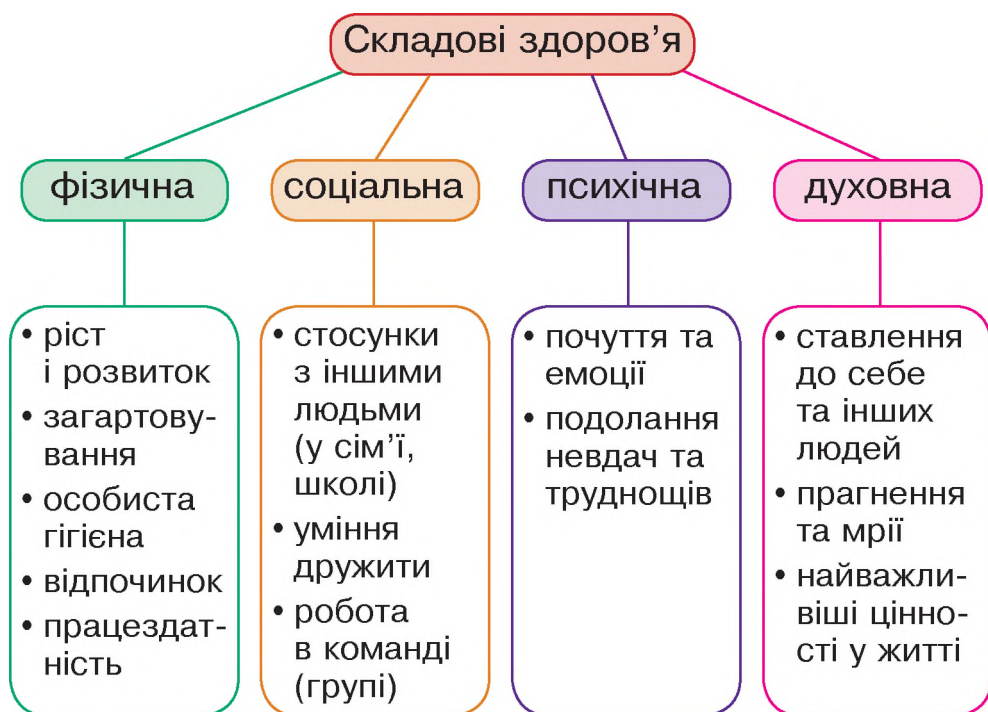 Складові здоров’я
фізична
соціальна
психічна
духовна
• ріст
і розвиток
• загартову-
вання
• особиста
гігієна
• відпочинок
• працездат-
ність
• стосунки
з іншими
людьми
(у сім’ї,
школі)
• уміння
дружити
• робота
в команді
(групі)
• почуття та
емоції
• подолання
невдач та
труднощів
• ставлення
до себе
та інших
людей
• прагнення
та мрії
• найважли-
віші цінно-
сті у житті